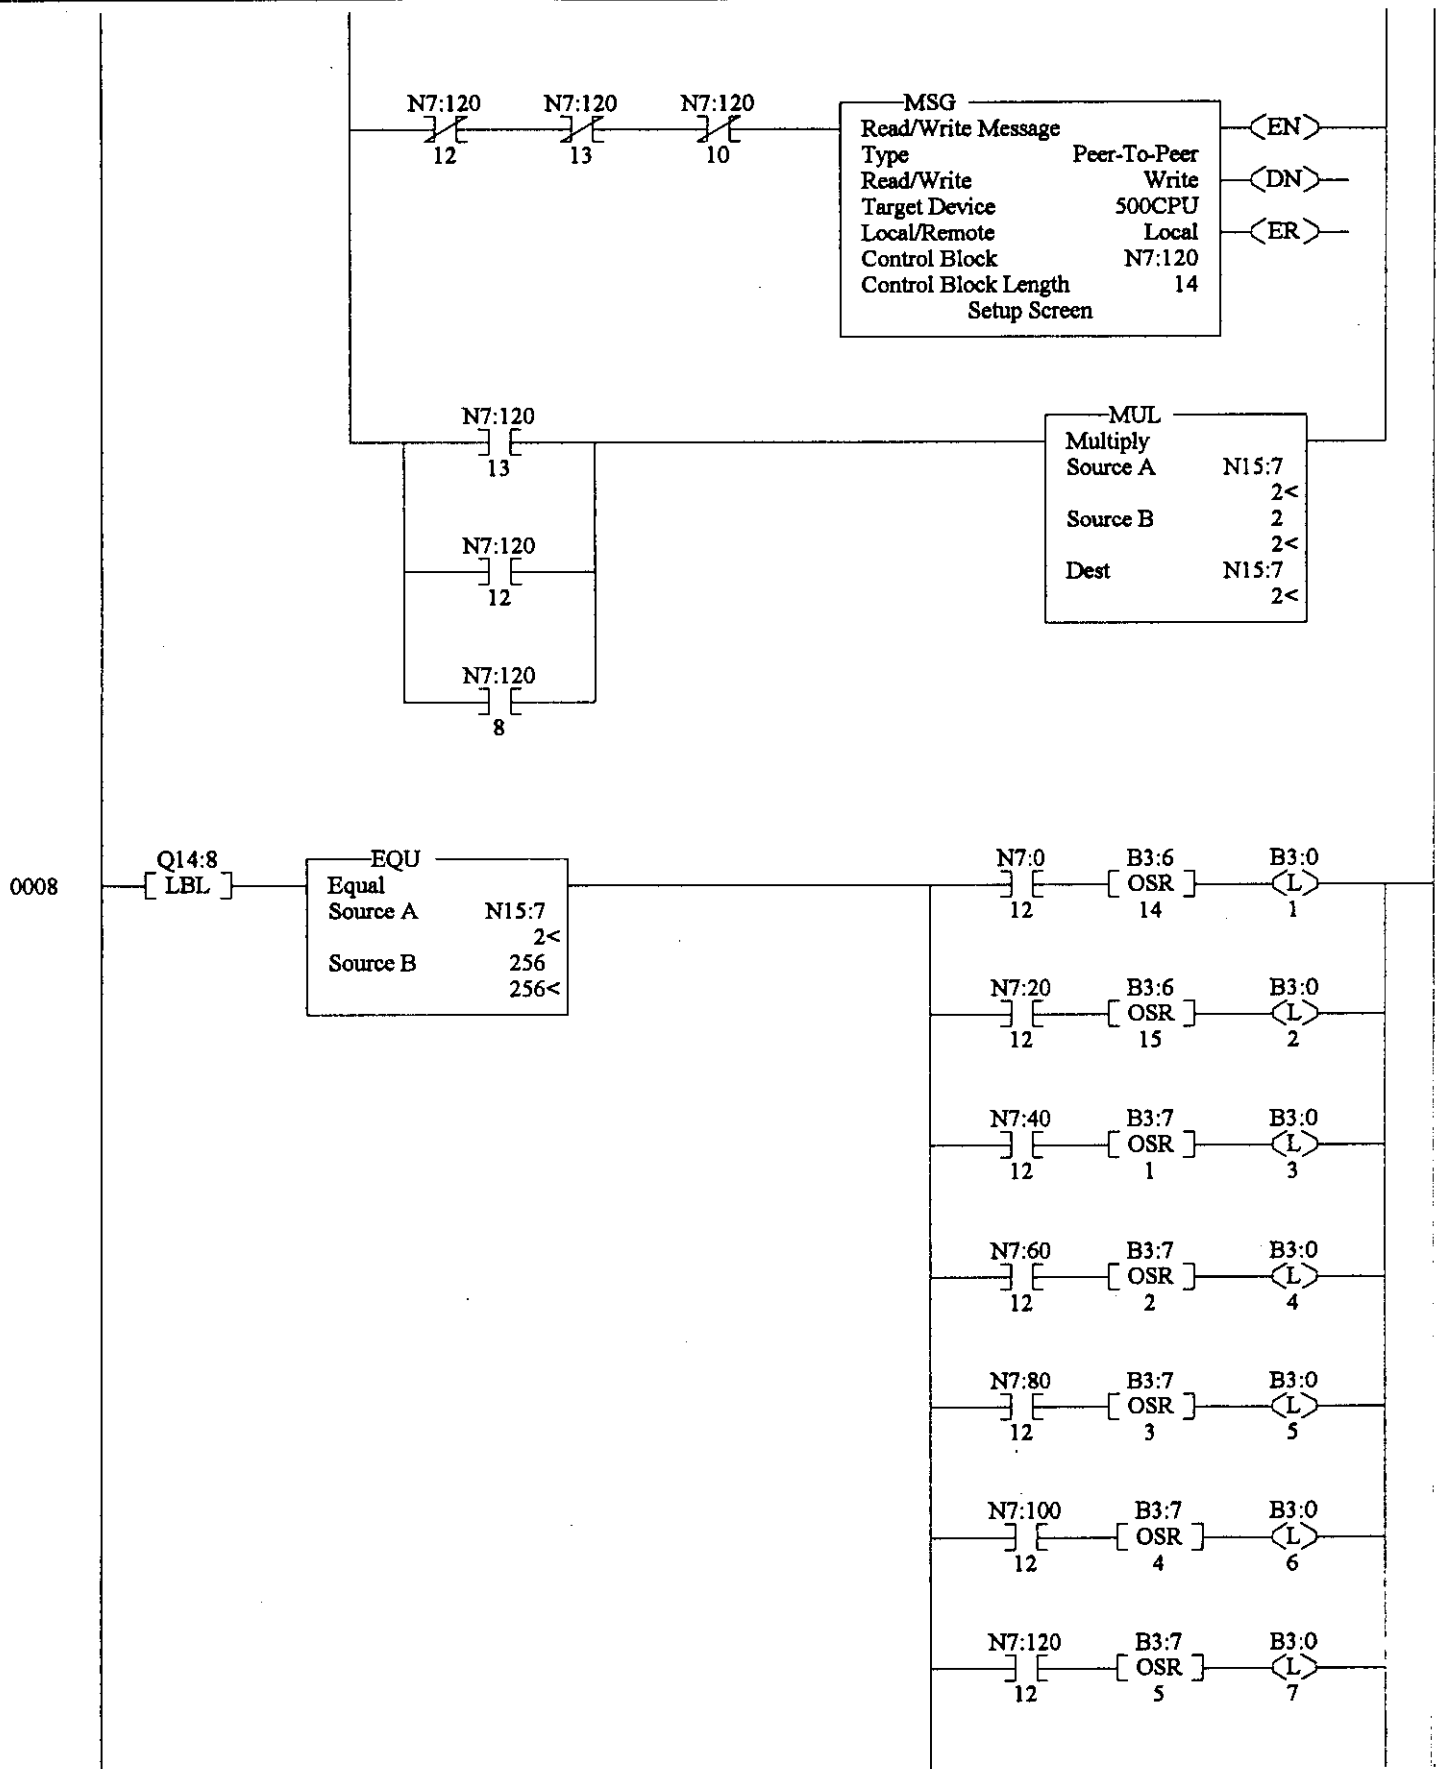 N7:120 N7:120 N7:120
12 13 10
MSG
Read/Write Message
Type Peer-To-Peer
Read/Write Write
Target Device 500CPU
Local/Remote Local
Control Block N7:120
Control Block Length 14
Setup Screen
EN
DN
ER
N7:120
13
N7:120
12
N7:120
8
MUL
Multiply
Source A N15:7
2<
Source B 2
2<
Dest N15:7
2<
0008
Q14:8
LBL
EQU
Equal
Source A N15:7
2<
Source B 256
256<
N7:0 B3:6 B3:0
OSR L
12 14 1
N7:20 B3:6 B3:0
OSR L
12 15 2
N7:40 B3:7 B3:0
OSR L
12 1 3
N7:60 B3:7 B3:0
OSR L
12 2 4
N7:80 B3:7 B3:0
OSR L
12 3 5
N7:100 B3:7 B3:0
OSR L
12 4 6
N7:120 B3:7 B3:0
OSR L
12 5 7